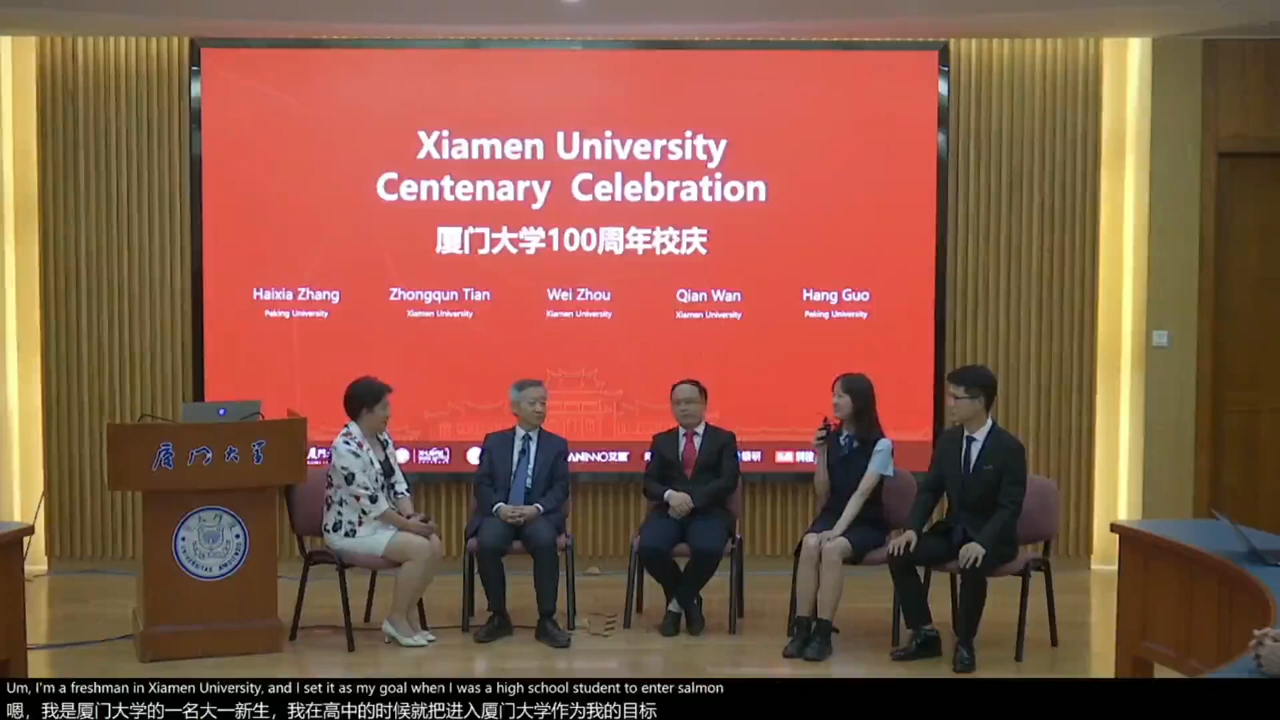 Xiamen University
Centenary Celebration
厦门大学100周年校庆
Haixia Zhang
Peking University
Zhongqun Tian
Xiamen University
Wei Zhou
Xiamen University
Qian Wan
Xiamen University
Hang Guo
Peking University
厦门大学
Um, I'm a freshman in Xiamen University, and I set it as my goal when I was a high school student to enter salmon
嗯，我是厦门大学的一名大一新生，我在高中的时候就把进入厦门大学作为我的目标